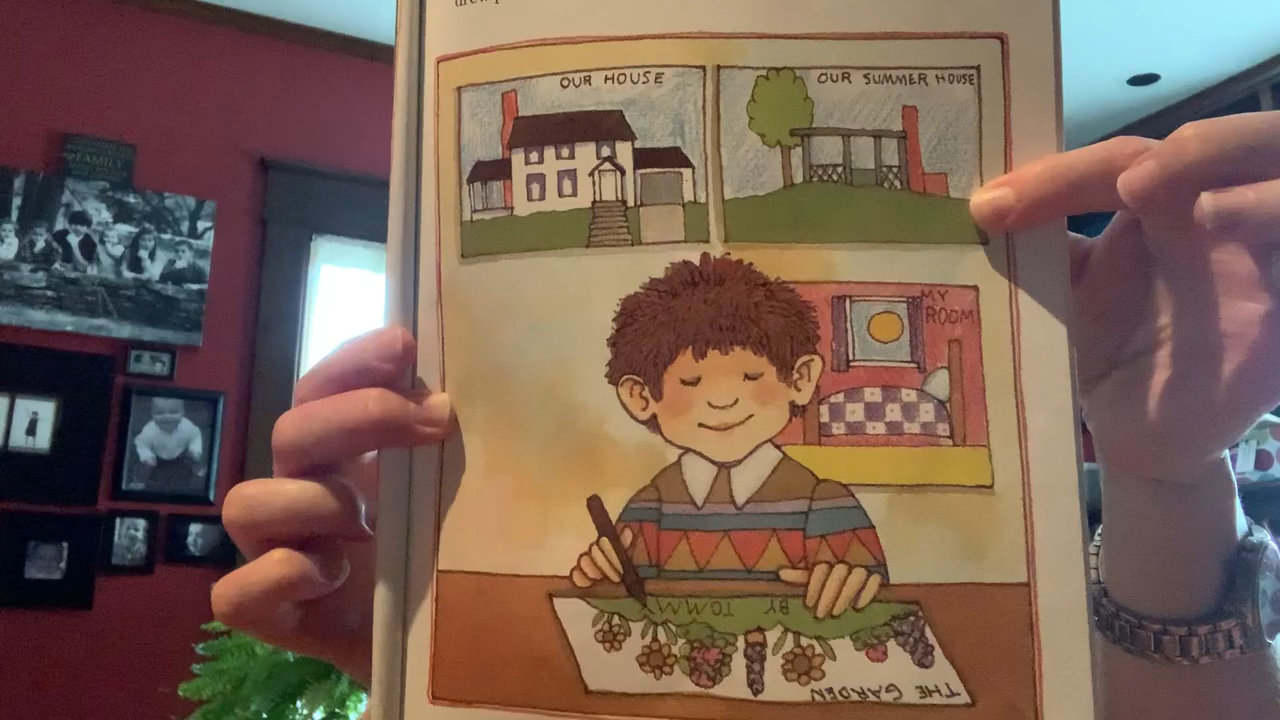 OUR HOUSE
OUR SUMMER HOUSE
MY
ROOM
BY TOMMY
THE GARDEN
FAMILY